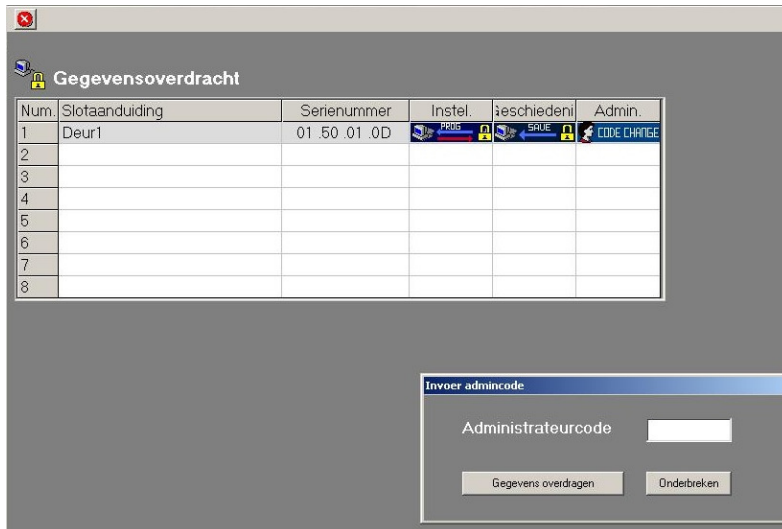 Gegevensoverdracht
Num. Slotaanduiding Serienummer Instel. Geschiedeni Admin.
1 Deur1 01 .50 .01 .0D PROG SAVE CODE CHANGE
2
3
4
5
6
7
8
Invoer admincode
Administrateurcode
Gegevens overdragen Onderbreken